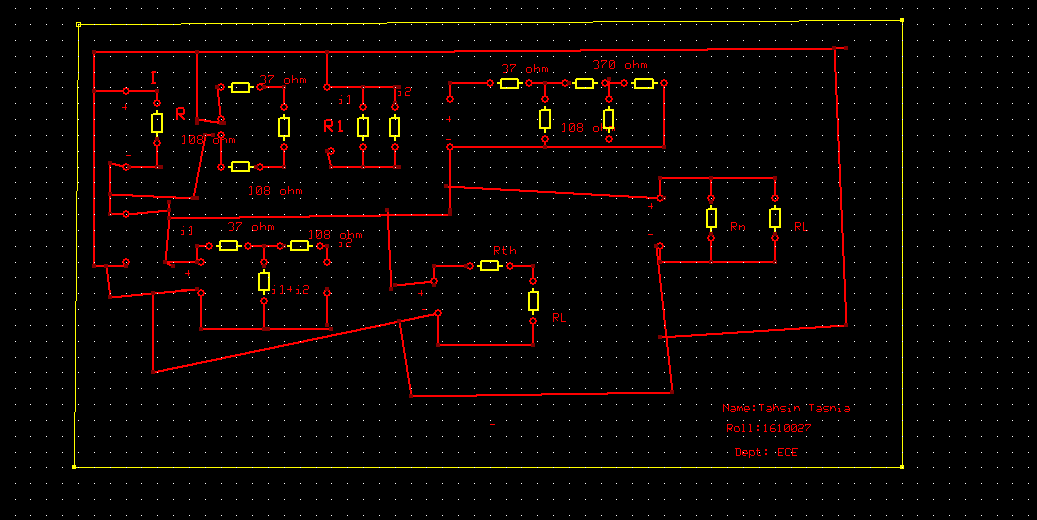 I
+
R
-
37 ohm
108 ohm
108 ohm
i1
i2
R1
37 ohm
370 ohm
+
108 ohm
-
+
-
Rn
RL
i1
37 ohm
108 ohm
i2
+
i1+i2
Rth
+
RL
-
Name:Tahsin Tasnia
Roll:1610027
Dept: ECE